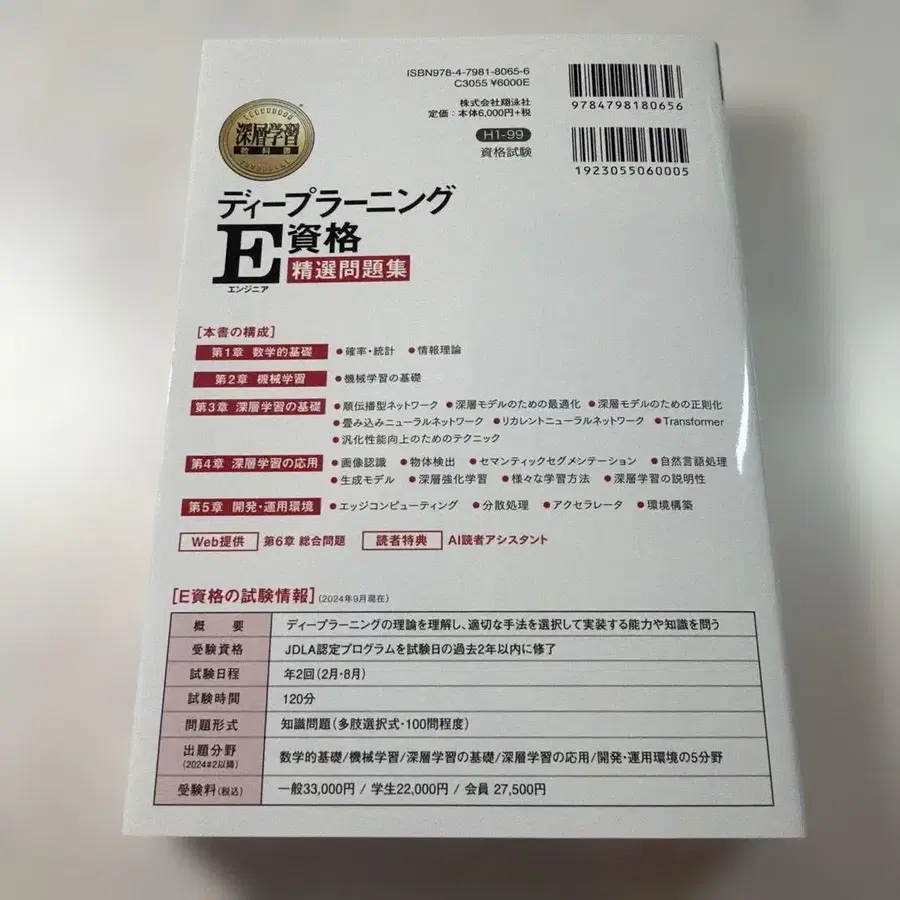 ISBN978-4-7981-8065-6
C3055 ¥6000E
株式会社翔泳社
定価：本体6,000円+税
H1-99
資格試験
9784798180656
1923055060005
深層学習
教科書
ディープラーニング
E資格
エンジニア
精選問題集
［本書の構成］
第1章 数学的基礎 ●確率・統計 ●情報理論
第2章 機械学習 ●機械学習の基礎
第3章 深層学習の基礎 ●順伝播型ネットワーク ●深層モデルのための最適化 ●深層モデルのための正則化
●畳み込みニューラルネットワーク ●リカレントニューラルネットワーク ●Transformer
●汎化性能向上のためのテクニック
第4章 深層学習の応用 ●画像認識 ●物体検出 ●セマンティックセグメンテーション ●自然言語処理
●生成モデル ●深層強化学習 ●様々な学習方法 ●深層学習の説明性
第5章 開発・運用環境 ●エッジコンピューティング ●分散処理 ●アクセラレータ ●環境構築
Web提供 第6章 総合問題 読者特典 AI読者アシスタント
［E資格の試験情報］（2024年9月現在）
概要 ディープラーニングの理論を理解し、適切な手法を選択して実装する能力や知識を問う
受験資格 JDLA認定プログラムを試験日の過去2年以内に修了
試験日程 年2回（2月・8月）
試験時間 120分
問題形式 知識問題（多肢選択式・100問程度）
出題分野 数学的基礎/機械学習/深層学習の基礎/深層学習の応用/開発・運用環境の5分野
（2024#2以降）
受験料（税込） 一般33,000円 / 学生22,000円 / 会員 27,500円